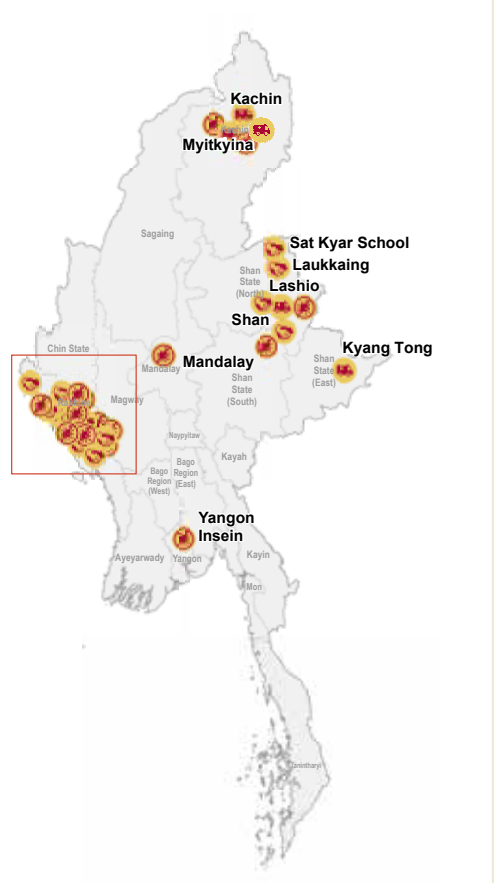 Kachin
Myitkyina
Sagaing
Sat Kyar School
Laukkaing
Shan
State
(North)
Lashio
Shan
Kyang Tong
Chin State
Mandalay
Mandalay
Shan
State
(East)
Shan
State
(South)
Magway
Naypyitaw
Kayah
Bago
Region
(West)
Bago
Region
(East)
Yangon
Insein
Ayeyarwady
Yangon
Kayin
Mon
Tanintharyi